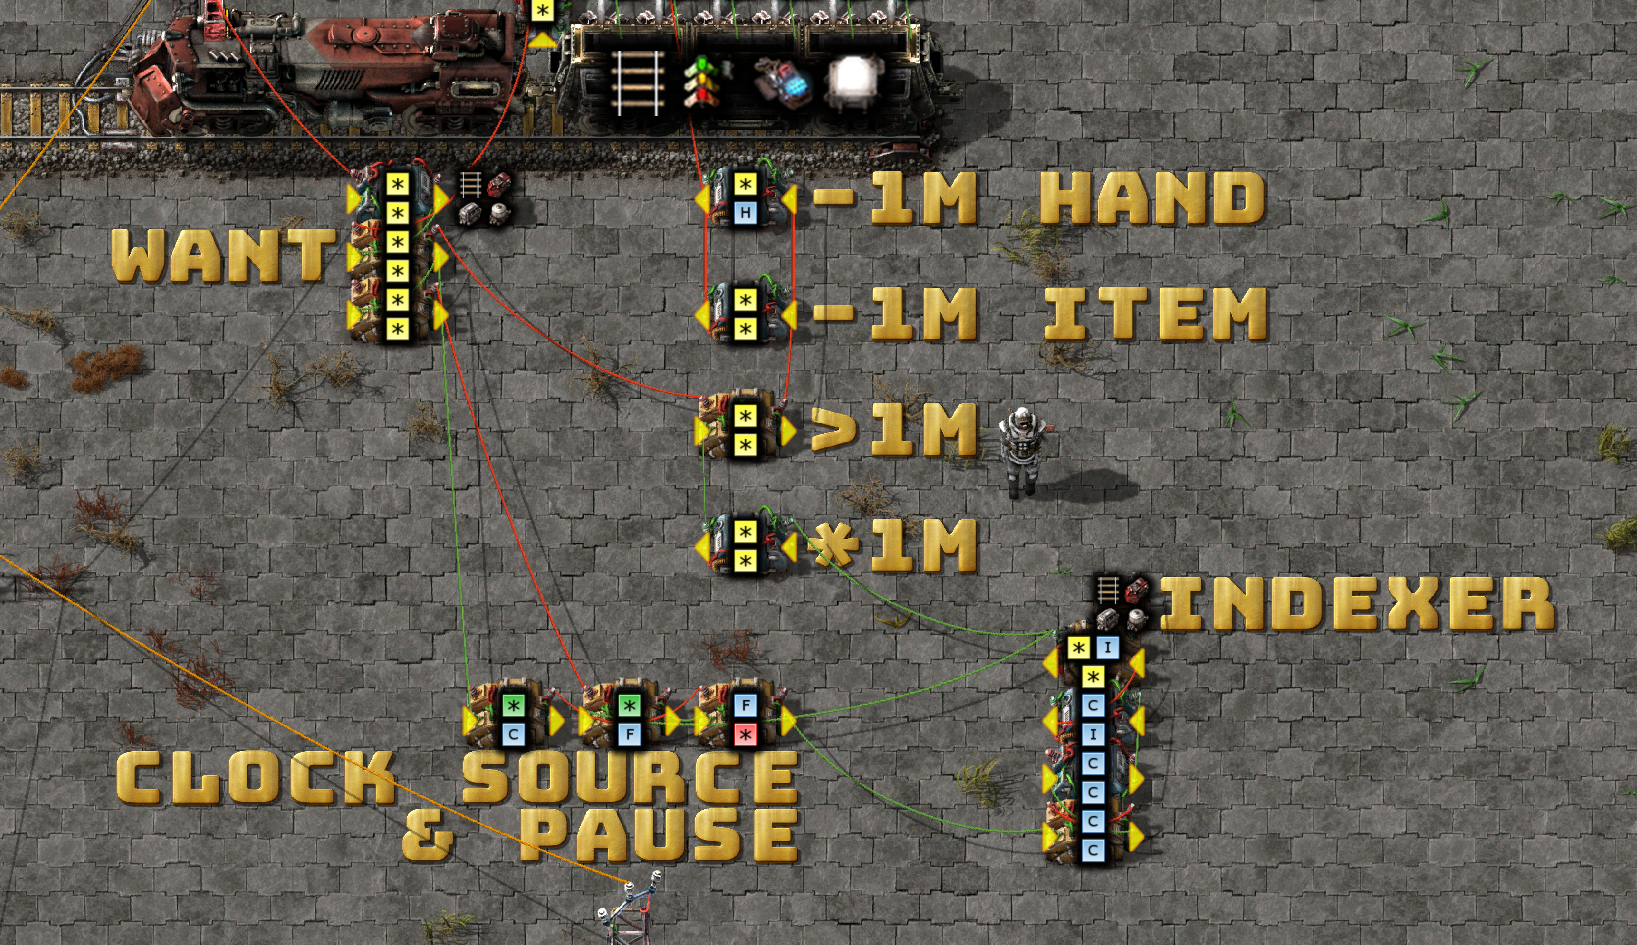 *
*
*
*
H
-1M HAND
WANT
*
*
*
*
*
*
-1M ITEM
*
*
>1M
*
*
*1M
INDEXER
* I
*
C
I
C
C
C
C
*
C
*
F
F
*
CLOCK SOURCE
& PAUSE